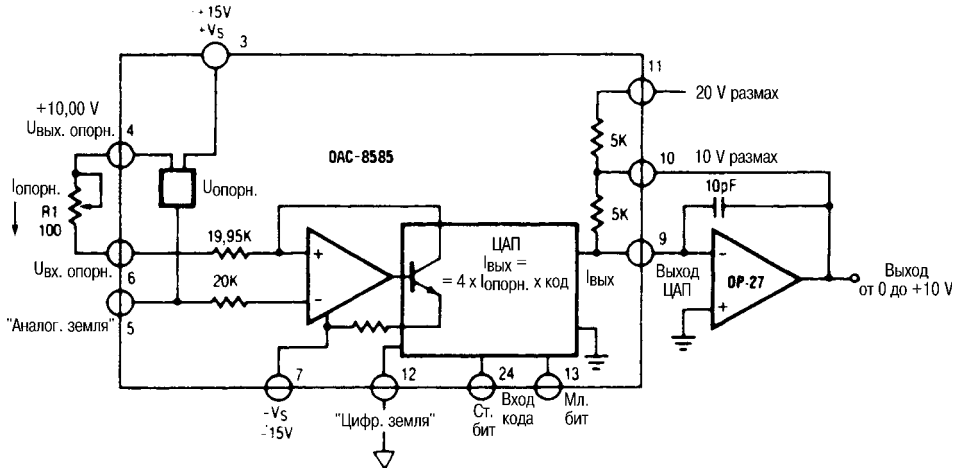 +15V
+VS
3
11
20 V размах
+10,00 V
Uвых. опорн.
4
DAC-8585
5K
10
10 V размах
Iопорн.
Uопорн.
10pF
R1
100
5K
19,95K
ЦАП
Iвых =
= 4 x Iопорн. x код
9
Uвх. опорн.
6
+
Iвых
Выход
ЦАП
-
OP-27
Выход
от 0 до +10 V
20K
-
+
"Аналог. земля"
5
7
12
24
13
-VS
-15V
"Цифр. земля"
Ст.
бит
Вход
кода
Мл.
бит